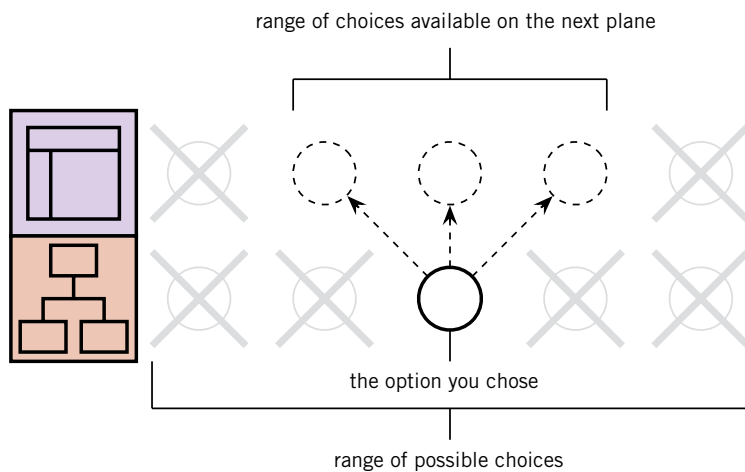 range of choices available on the next plane
the option you chose
range of possible choices